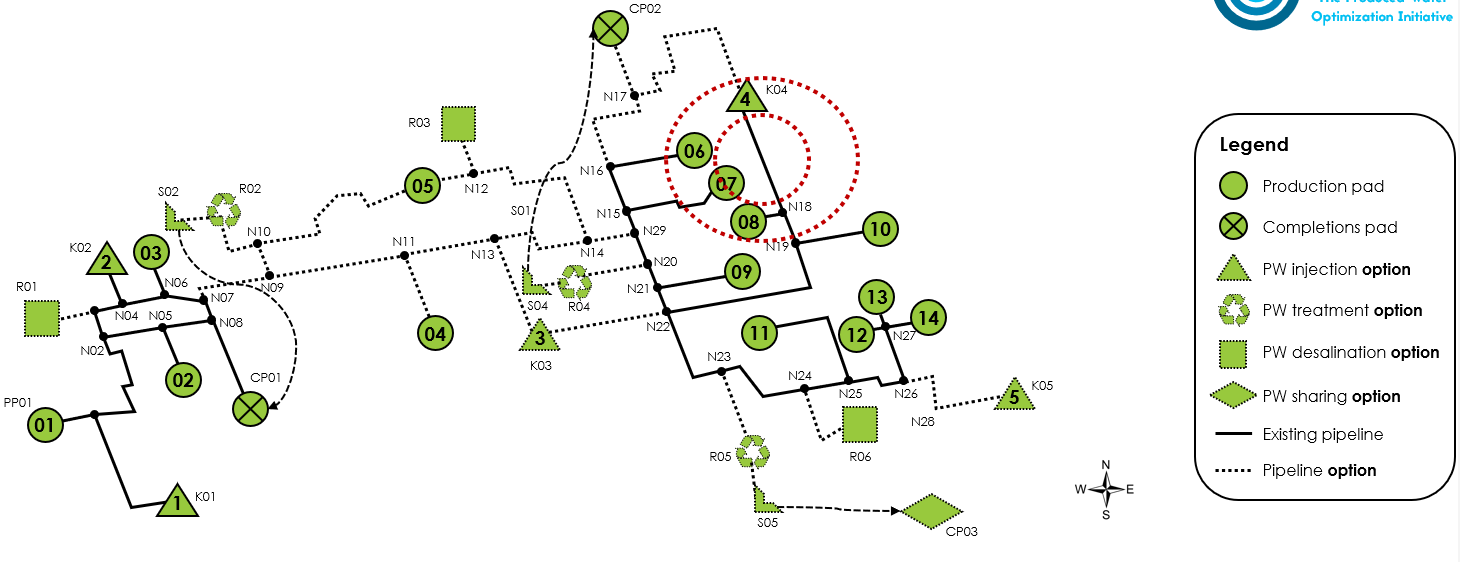 The Produced Water
Optimization Initiative
CP02
N17
4
K04
R03
06
N16
05
N12
07
S02
R02
S01
N15
08
N18
N10
N11
N29
10
K02
03
2
N13
N14
N19
N20
09
R01
N06
N07
N09
S04
R04
N21
13
N04
N05
N08
04
3
N22
11
12
14
N27
N02
K03
02
CP01
N23
N24
N25
N26
5
K05
PP01
01
N28
R05
R06
1
K01
S05
CP03
N
W
E
S
Legend
Production pad
Completions pad
PW injection option
PW treatment option
PW desalination option
PW sharing option
Existing pipeline
Pipeline option